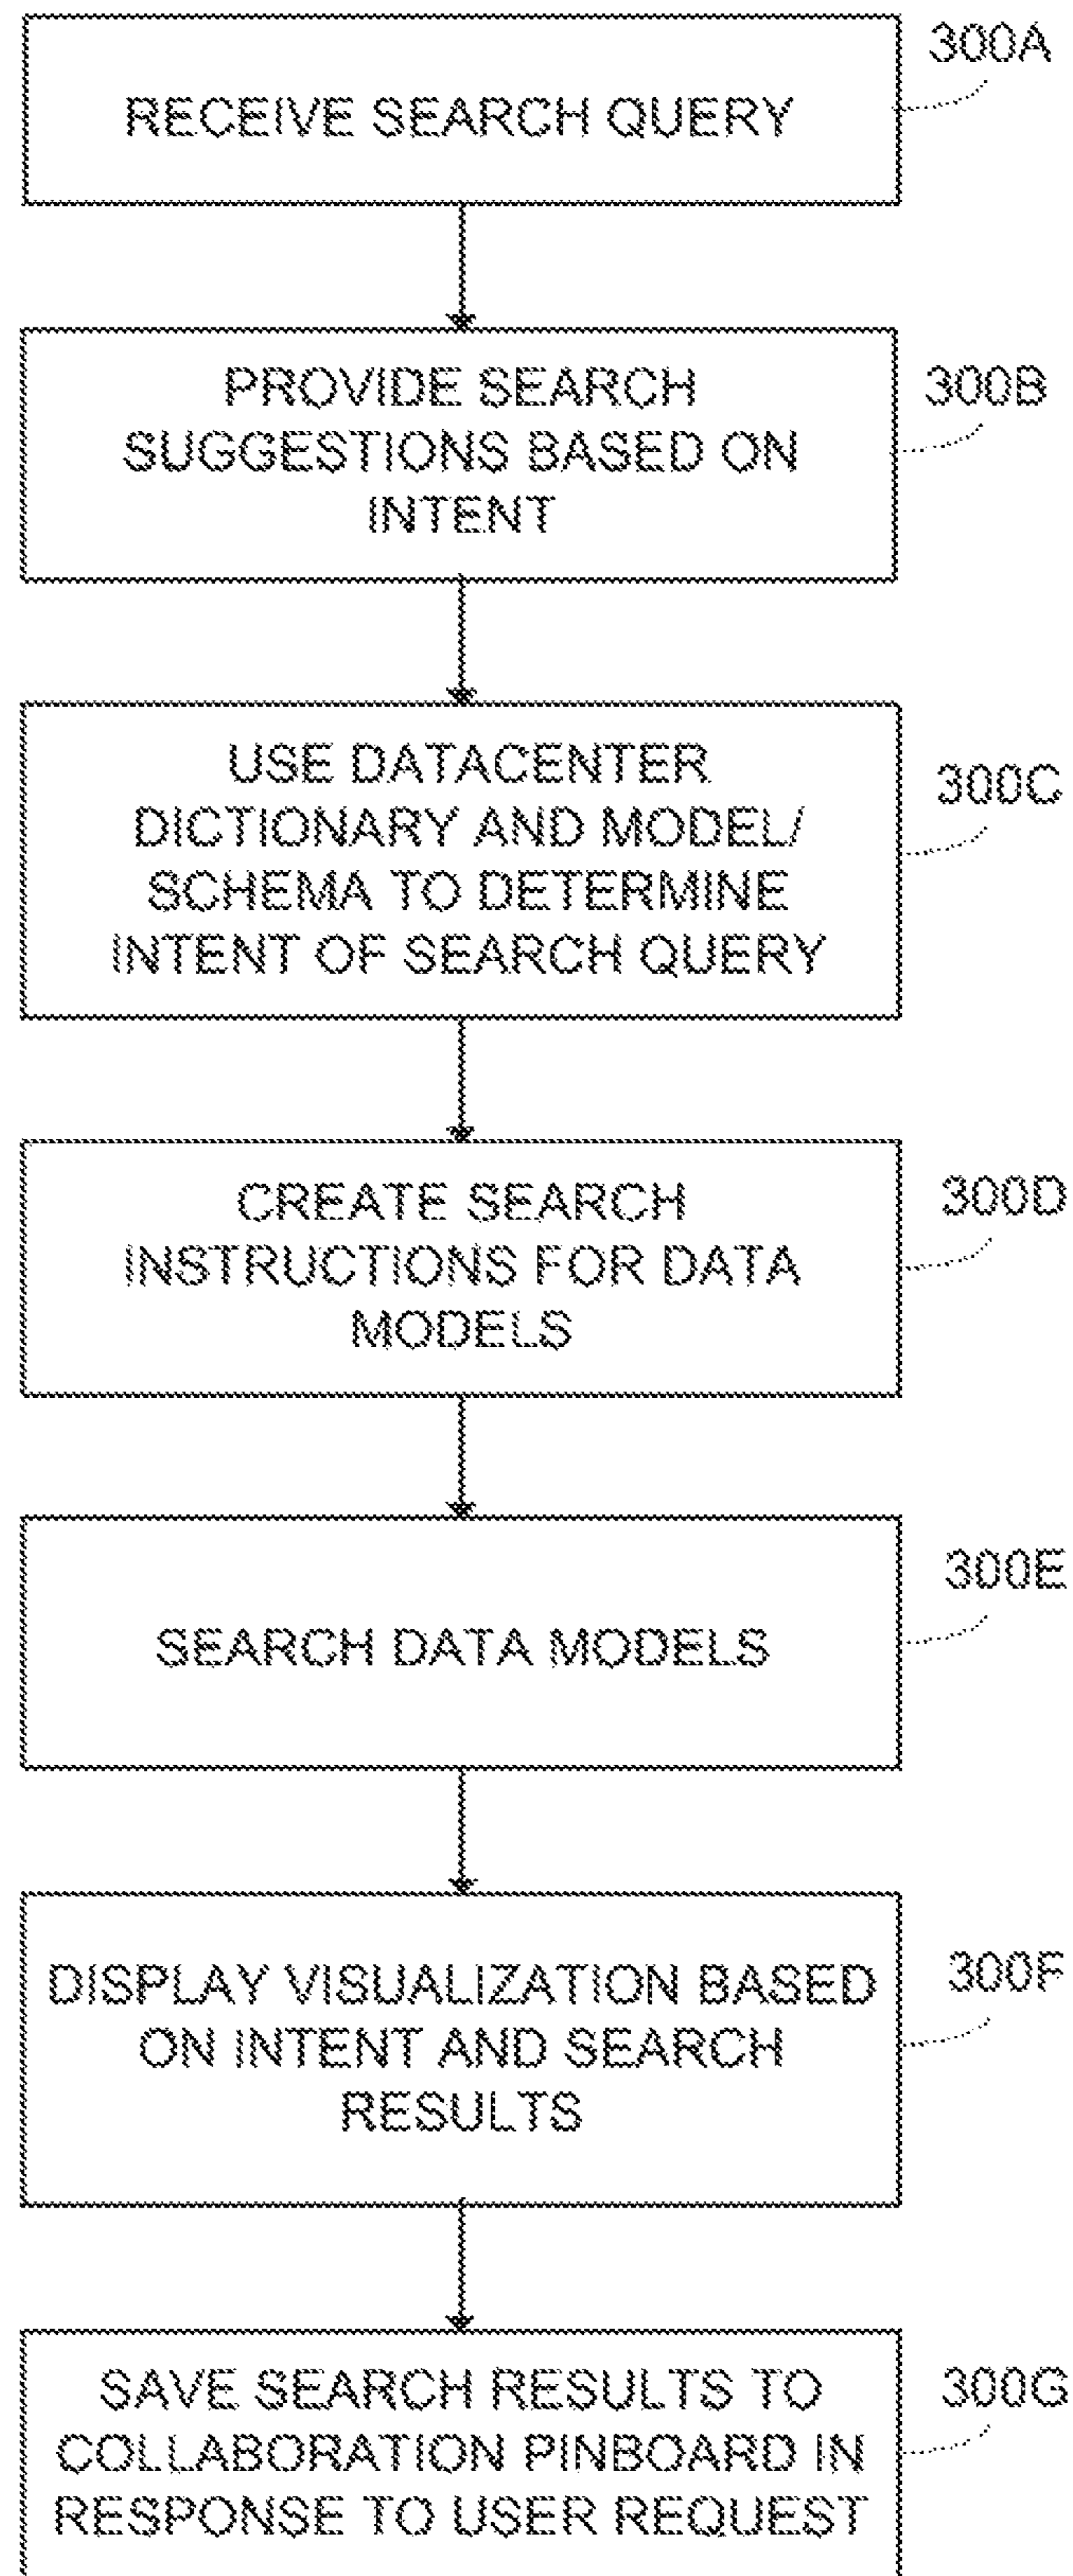 300A
RECEIVE SEARCH QUERY
300B
PROVIDE SEARCH
SUGGESTIONS BASED ON
INTENT
300C
USE DATACENTER
DICTIONARY AND MODEL/
SCHEMA TO DETERMINE
INTENT OF SEARCH QUERY
300D
CREATE SEARCH
INSTRUCTIONS FOR DATA
MODELS
300E
SEARCH DATA MODELS
300F
DISPLAY VISUALIZATION BASED
ON INTENT AND SEARCH
RESULTS
300G
SAVE SEARCH RESULTS TO
COLLABORATION PINBOARD IN
RESPONSE TO USER REQUEST